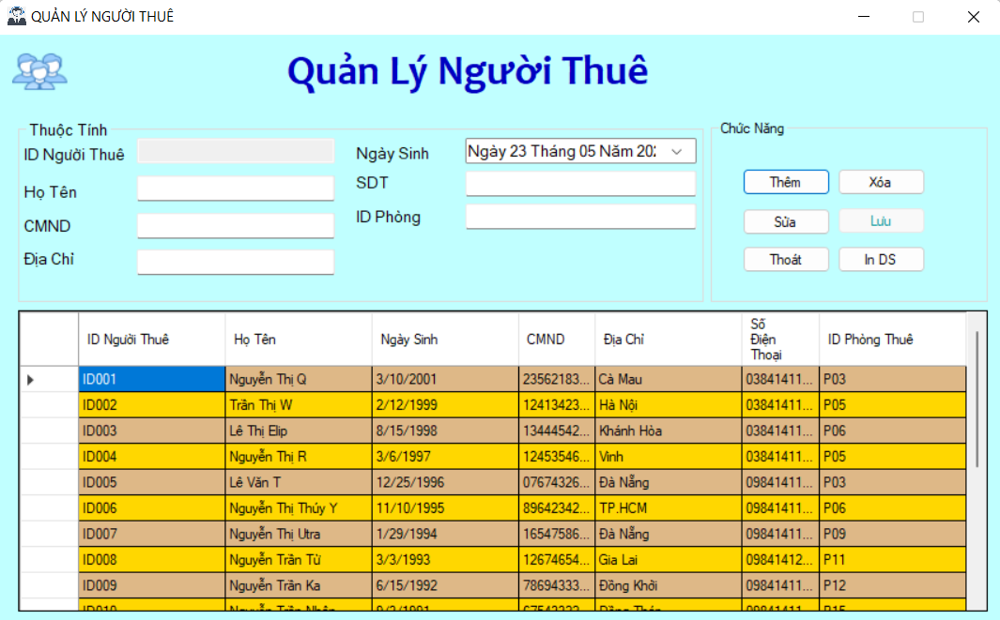 QUẢN LÝ NGƯỜI THUÊ
Quản Lý Người Thuê
Thuộc Tính
ID Người Thuê
Họ Tên
CMND
Địa Chỉ
Ngày Sinh Ngày 23 Tháng 05 Năm 202
SDT
ID Phòng
Chức Năng
Thêm Xóa
Sửa Lưu
Thoát In DS
ID Người Thuê Họ Tên Ngày Sinh CMND Địa Chỉ Số Điện Thoại ID Phòng Thuê
ID001 Nguyễn Thị Q 3/10/2001 23562183... Cà Mau 03841411... P03
ID002 Trần Thị W 2/12/1999 12413423... Hà Nội 03841411... P05
ID003 Lê Thị Elip 8/15/1998 13444542... Khánh Hòa 03841411... P06
ID004 Nguyễn Thị R 3/6/1997 12453546... Vinh 03841411... P05
ID005 Lê Văn T 12/25/1996 07674326... Đà Nẵng 09841411... P03
ID006 Nguyễn Thị Thúy Y 11/10/1995 89642342... TP.HCM 09841411... P06
ID007 Nguyễn Thị Utra 1/29/1994 16547586... Đà Nẵng 09841411... P09
ID008 Nguyễn Trần Từ 3/3/1993 12674654... Gia Lai 09841412... P11
ID009 Nguyễn Trần Ka 6/15/1992 78694333... Đồng Khởi 09841411... P12